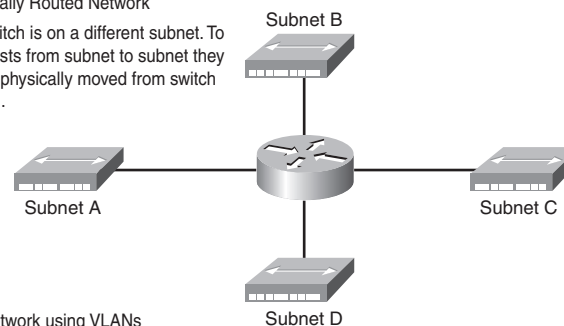 ally Routed Network
itch is on a different subnet. To
sts from subnet to subnet they
physically moved from switch
.
Subnet B
Subnet A
Subnet C
Subnet D
twork using VLANs